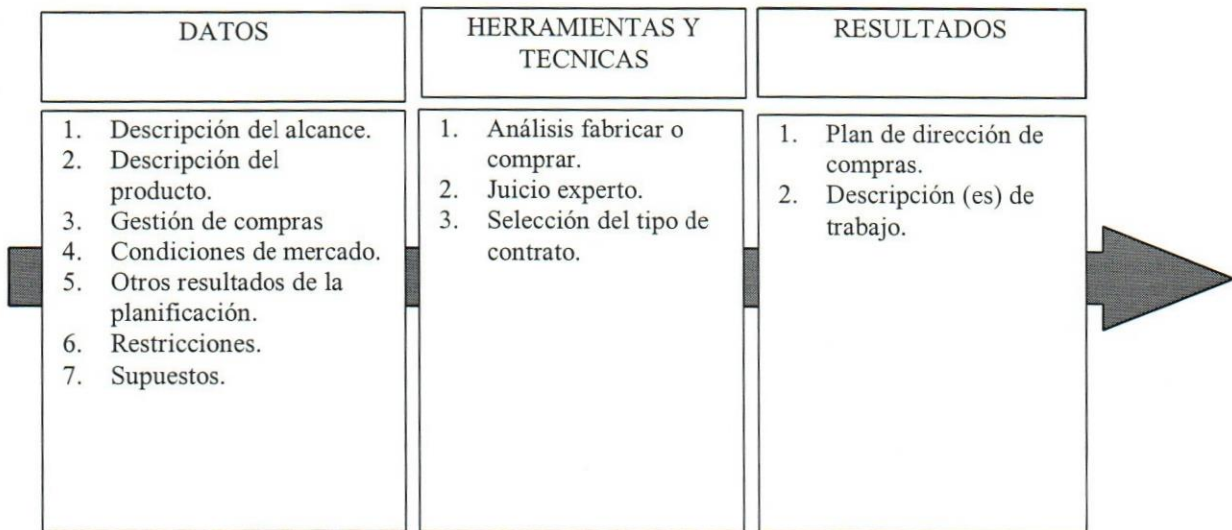 DATOS
1. Descripción del alcance.
2. Descripción del
producto.
3. Gestión de compras
4. Condiciones de mercado.
5. Otros resultados de la
planificación.
6. Restricciones.
7. Supuestos.
HERRAMIENTAS Y
TECNICAS
1. Análisis fabricar o
comprar.
2. Juicio experto.
3. Selección del tipo de
contrato.
RESULTADOS
1. Plan de dirección de
compras.
2. Descripción (es) de
trabajo.